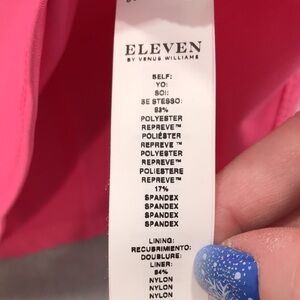 ELEVEN
BY VENUS WILLIAMS
SELF:
YO:
SOI:
SE STESSO:
83%
POLYESTER
REPREVE™
POLIÉSTER
REPREVE™
POLYESTER
REPREVE™
POLIESTERE
REPREVE™
17%
SPANDEX
SPANDEX
SPANDEX
SPANDEX
LINING:
RECUBRIMIENTO:
DOUBLURE:
LINER:
84%
NYLON
NYLON
NYLON